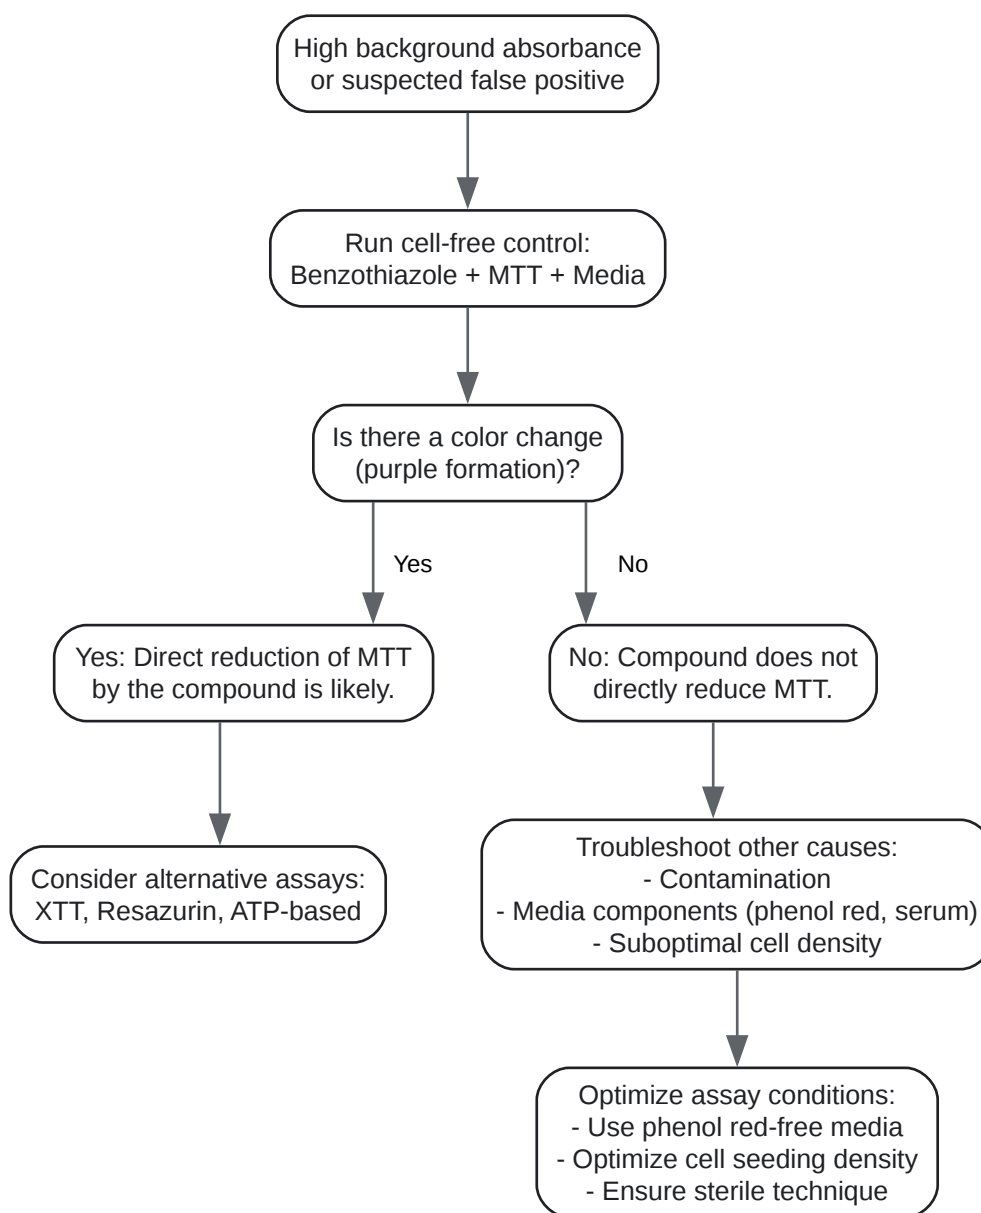 High background absorbance
or suspected false positive
Run cell-free control:
Benzothiazole + MTT + Media
Is there a color change
(purple formation)?
Yes
No
Yes: Direct reduction of MTT
by the compound is likely.
No: Compound does not
directly reduce MTT.
Consider alternative assays:
XTT, Resazurin, ATP-based
Troubleshoot other causes:
- Contamination
- Media components (phenol red, serum)
- Suboptimal cell density
Optimize assay conditions:
- Use phenol red-free media
- Optimize cell seeding density
- Ensure sterile technique